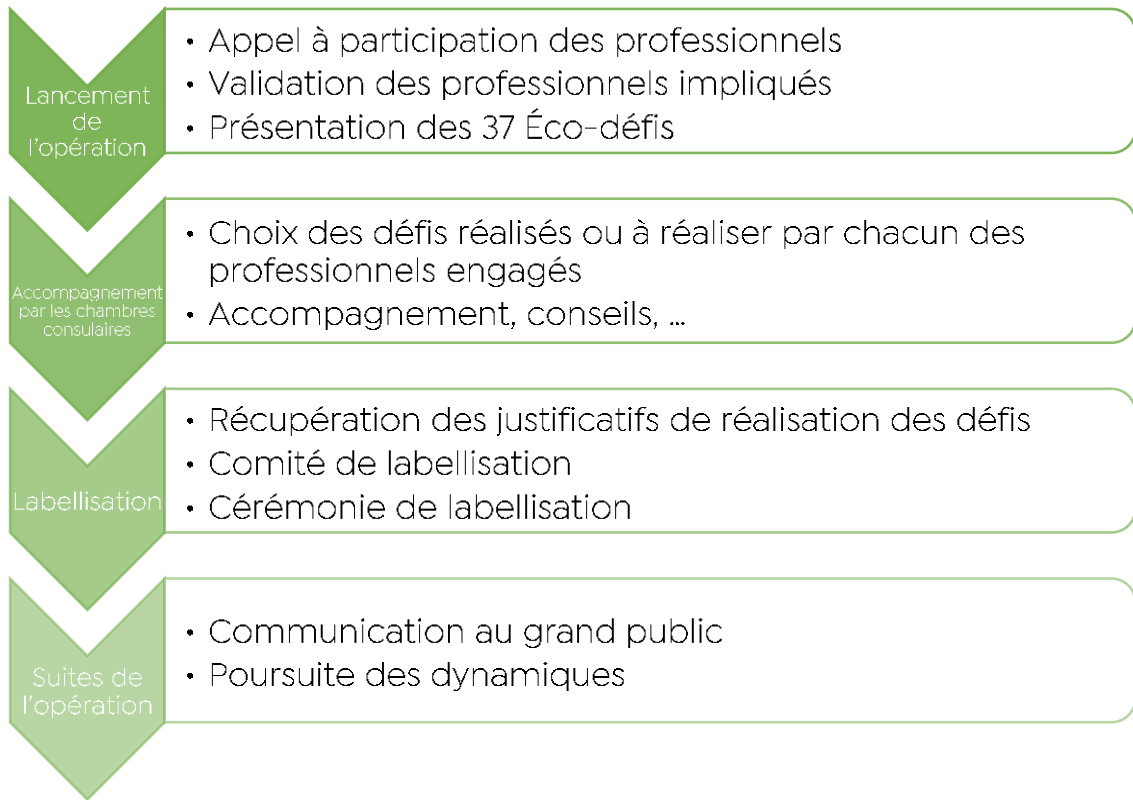 Lancement
de
l'opération
• Appel à participation des professionnels
• Validation des professionnels impliqués
• Présentation des 37 Éco-défis
Accompagnement
par les chambres
consulaires
• Choix des défis réalisés ou à réaliser par chacun des
professionnels engagés
• Accompagnement, conseils, ...
Labellisation
• Récupération des justificatifs de réalisation des défis
• Comité de labellisation
• Cérémonie de labellisation
Suites de
l'opération
• Communication au grand public
• Poursuite des dynamiques